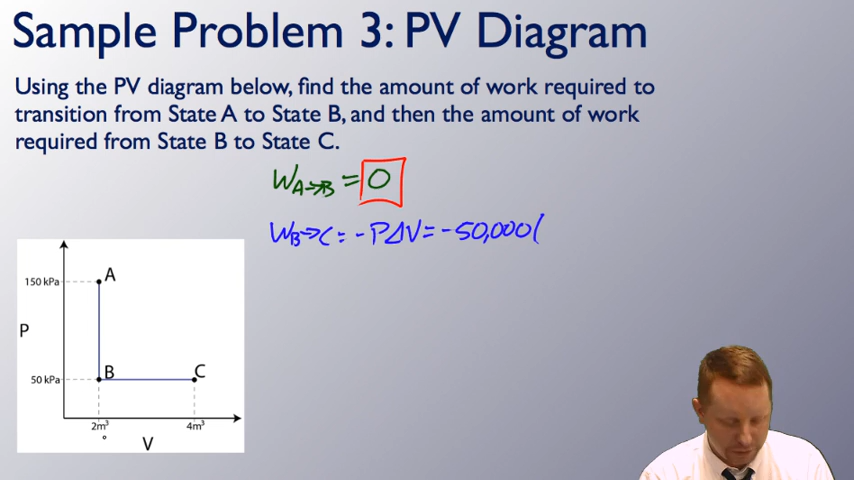 Sample Problem 3: PV Diagram
Using the PV diagram below, find the amount of work required to
transition from State A to State B, and then the amount of work
required from State B to State C.
W_A→B = 0
W_B→C = -PΔV = -50,000(
150 kPa
A
P
50 kPa
B
C
2m³
4m³
V